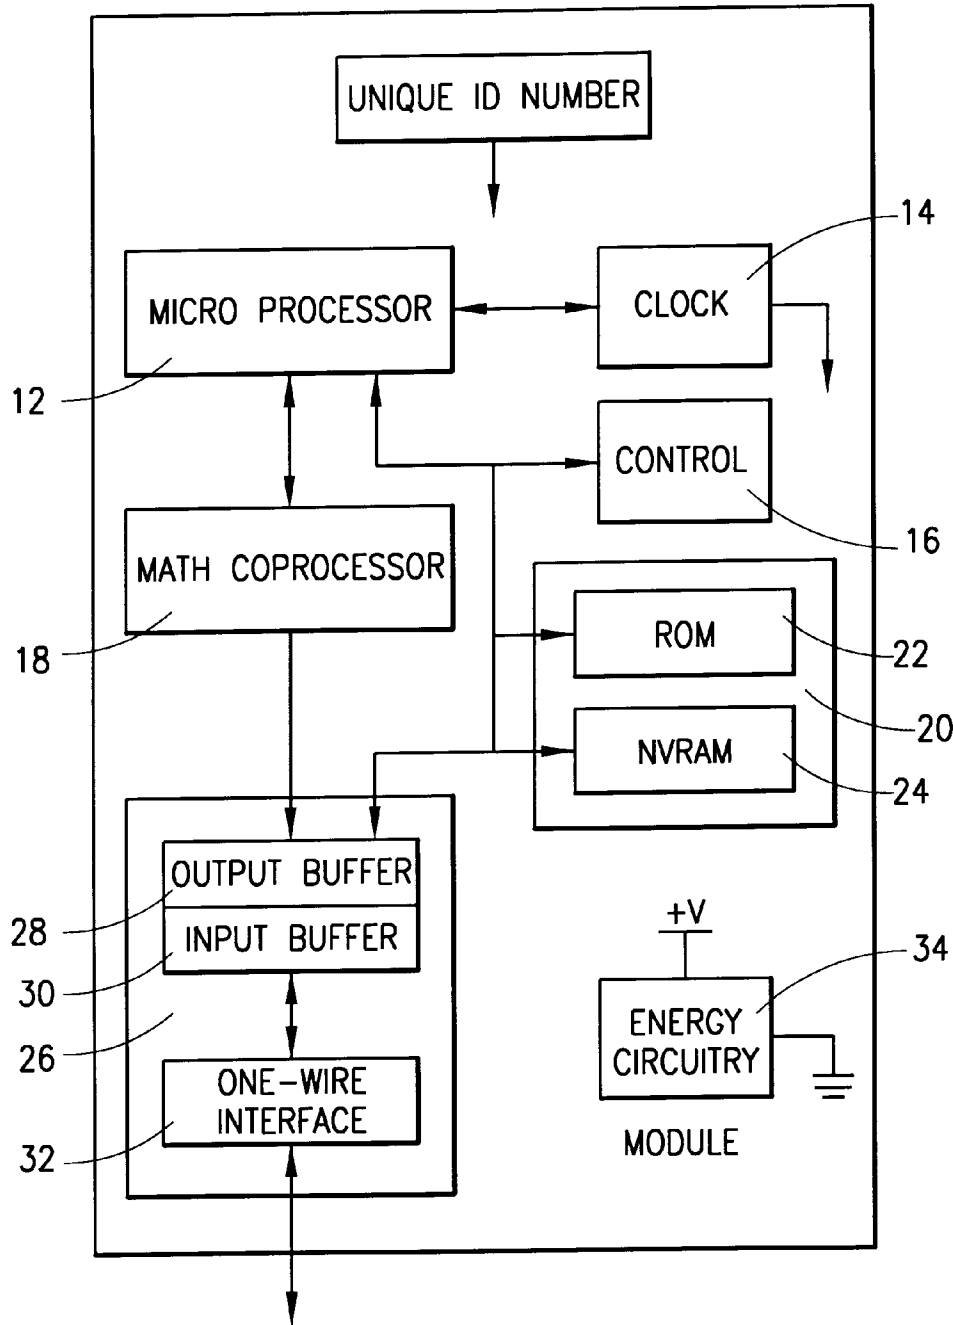 UNIQUE ID NUMBER
14
MICRO PROCESSOR
CLOCK
12
CONTROL
16
MATH COPROCESSOR
18
ROM
22
20
NVRAM
24
OUTPUT BUFFER
28
INPUT BUFFER
30
26
+V
34
ENERGY
CIRCUITRY
ONE-WIRE
INTERFACE
32
MODULE